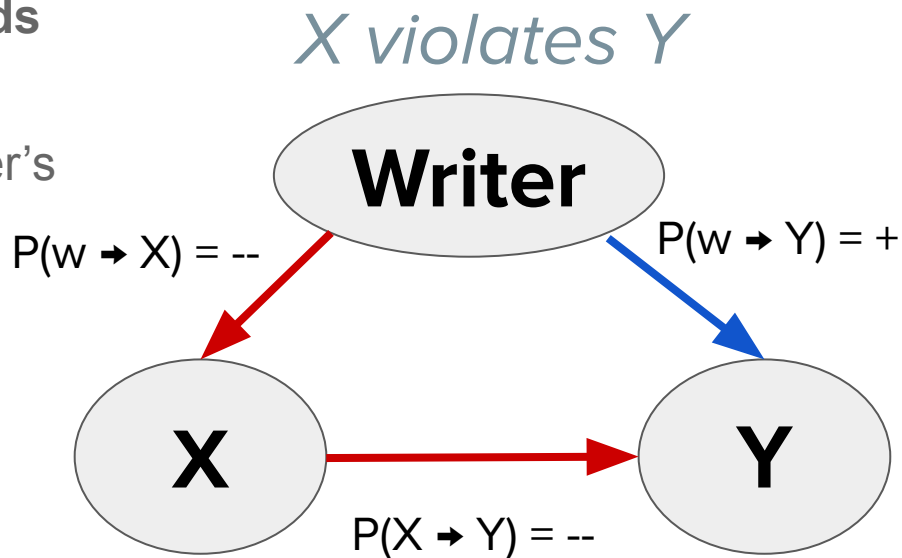 ds
X violates Y
er's
Writer
P(w → X) = --
P(w → Y) = +
X
Y
P(X → Y) = --